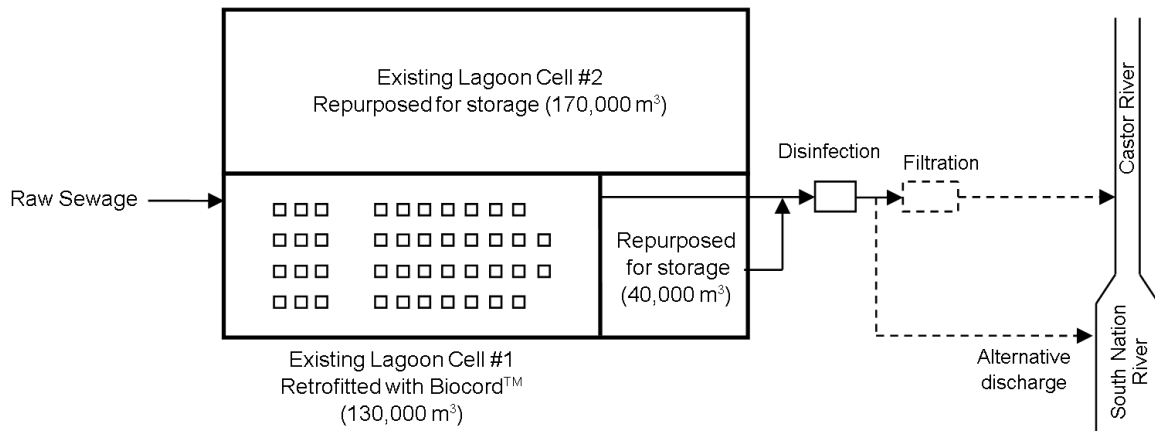 Existing Lagoon Cell #2
Repurposed for storage (170,000 m³)
Raw Sewage
Repurposed
for storage
(40,000 m³)
Existing Lagoon Cell #1
Retrofitted with Biocord™
(130,000 m³)
Disinfection
Filtration
Alternative
discharge
Castor River
South Nation
River